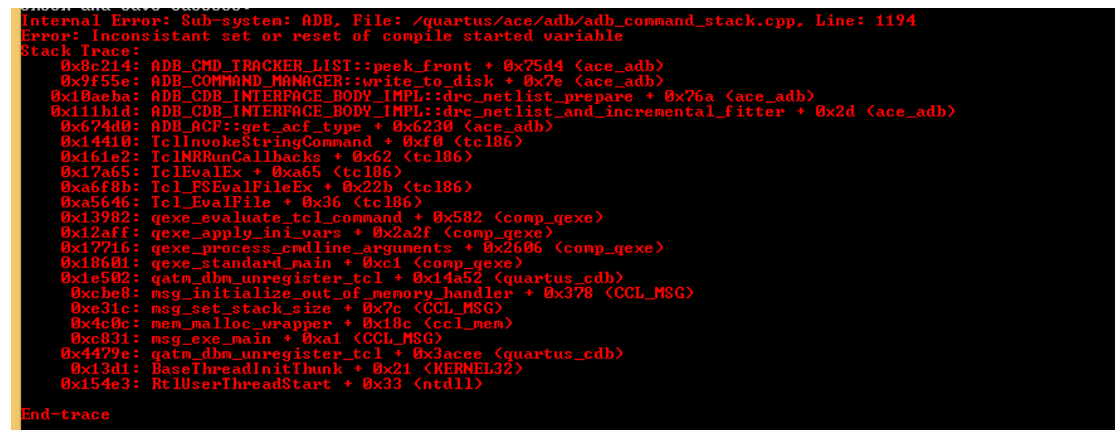 Internal Error: Sub-system: ADB, File: /quartus/ace/adb/adb_command_stack.cpp, Line: 1194
Error: Inconsistant set or reset of compile started variable
Stack Trace:
0x8c214: ADB_CMD_TRACKER_LIST::peek_front + 0x75d4 (ace_adb)
0x9f55e: ADB_COMMAND_MANAGER::write_to_disk + 0x7e (ace_adb)
0x10aeba: ADB_CDB_INTERFACE_BODY_IMPL::drc_netlist_prepare + 0x76a (ace_adb)
0x111b1d: ADB_CDB_INTERFACE_BODY_IMPL::drc_netlist_and_incremental_fitter + 0x2d (ace_adb)
0x674d0: ADB_ACF::get_acf_type + 0x6230 (ace_adb)
0x14410: TclInvokeStringCommand + 0xf0 (tcl86)
0x161e2: TclNRRunCallbacks + 0x62 (tcl86)
0x17a65: TclEvalEx + 0xa65 (tcl86)
0xa6f8b: Tcl_FSEvalFileEx + 0x22b (tcl86)
0xa5646: Tcl_EvalFile + 0x36 (tcl86)
0x13982: qexe_evaluate_tcl_command + 0x582 (comp_qexe)
0x12aff: qexe_apply_ini_vars + 0x2a2f (comp_qexe)
0x17716: qexe_process_cmdline_arguments + 0x2606 (comp_qexe)
0x18601: qexe_standard_main + 0xc1 (comp_qexe)
0x1e502: qatm_dbm_unregister_tcl + 0x14a52 (quartus_cdb)
0xcbe8: msg_initialize_out_of_memory_handler + 0x378 (CCL_MSG)
0xe31c: msg_set_stack_size + 0x7c (CCL_MSG)
0x4c0c: mem_malloc_wrapper + 0x18c (ccl_mem)
0xc831: msg_exe_main + 0xa1 (CCL_MSG)
0x4479e: qatm_dbm_unregister_tcl + 0x3acee (quartus_cdb)
0x13d1: BaseThreadInitThunk + 0x21 (KERNEL32)
0x154e3: RtlUserThreadStart + 0x33 (ntdll)
End-trace